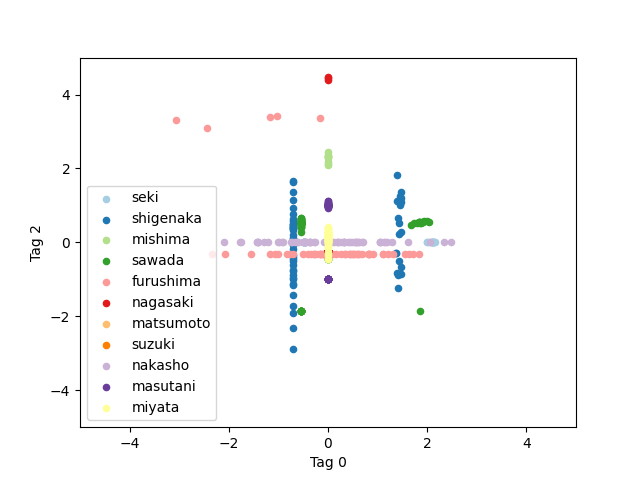 4
2
0
−2
−4
Tag 2
seki
shigenaka
mishima
sawada
furushima
nagasaki
matsumoto
suzuki
nakasho
masutani
miyata
−4 −2 0 2 4
Tag 0